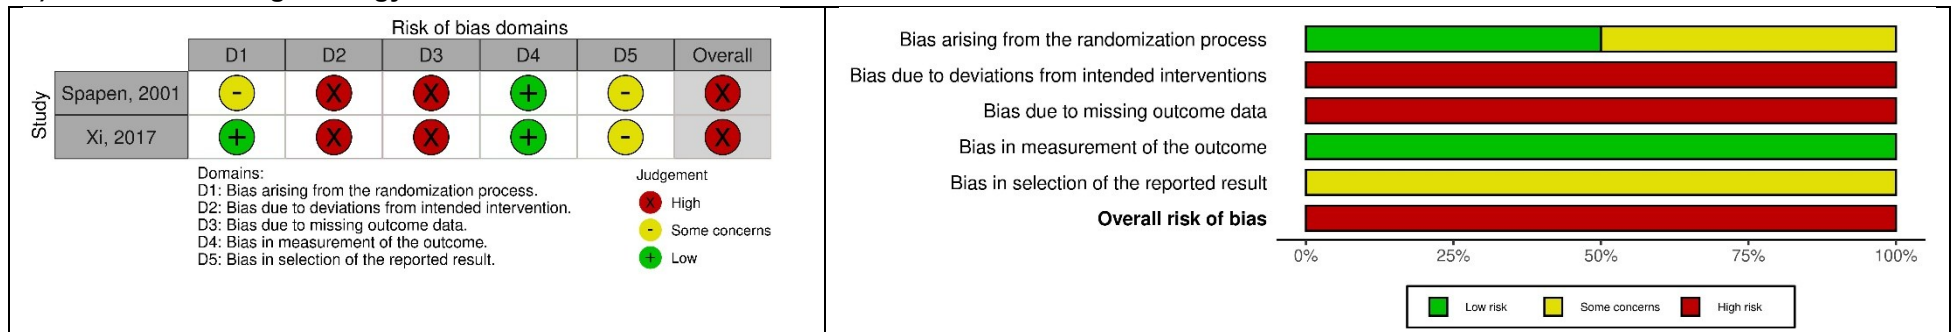 Risk of bias domains
D1 D2 D3 D4 D5 Overall
Study
Spapen, 2001 - X X + - X
Xi, 2017 + X X + - X
Domains:
D1: Bias arising from the randomization process.
D2: Bias due to deviations from intended intervention.
D3: Bias due to missing outcome data.
D4: Bias in measurement of the outcome.
D5: Bias in selection of the reported result.
Judgement
X High
- Some concerns
+ Low
Bias arising from the randomization process
Bias due to deviations from intended interventions
Bias due to missing outcome data
Bias in measurement of the outcome
Bias in selection of the reported result
Overall risk of bias
0% 25% 50% 75% 100%
Low risk Some concerns High risk